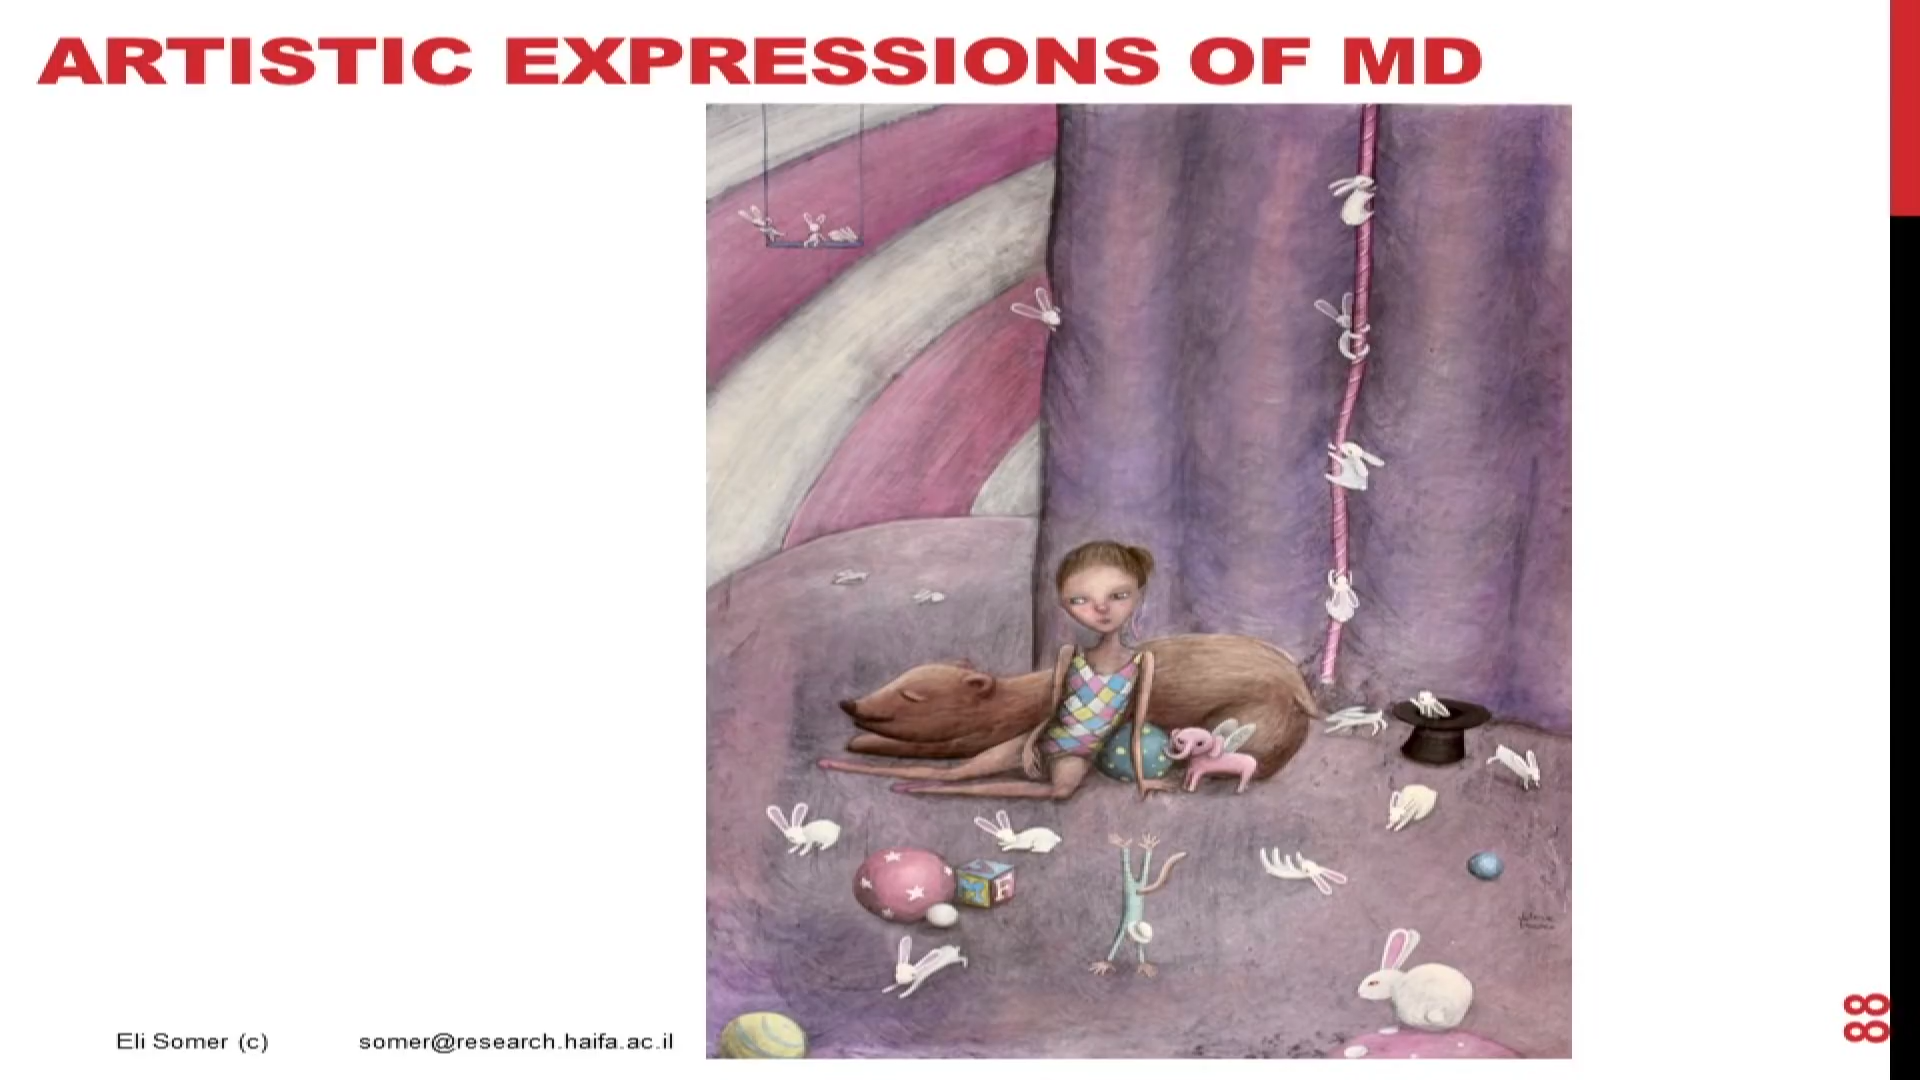 ARTISTIC EXPRESSIONS OF MD
F
Eli Somer (c) somer@research.haifa.ac.il
88